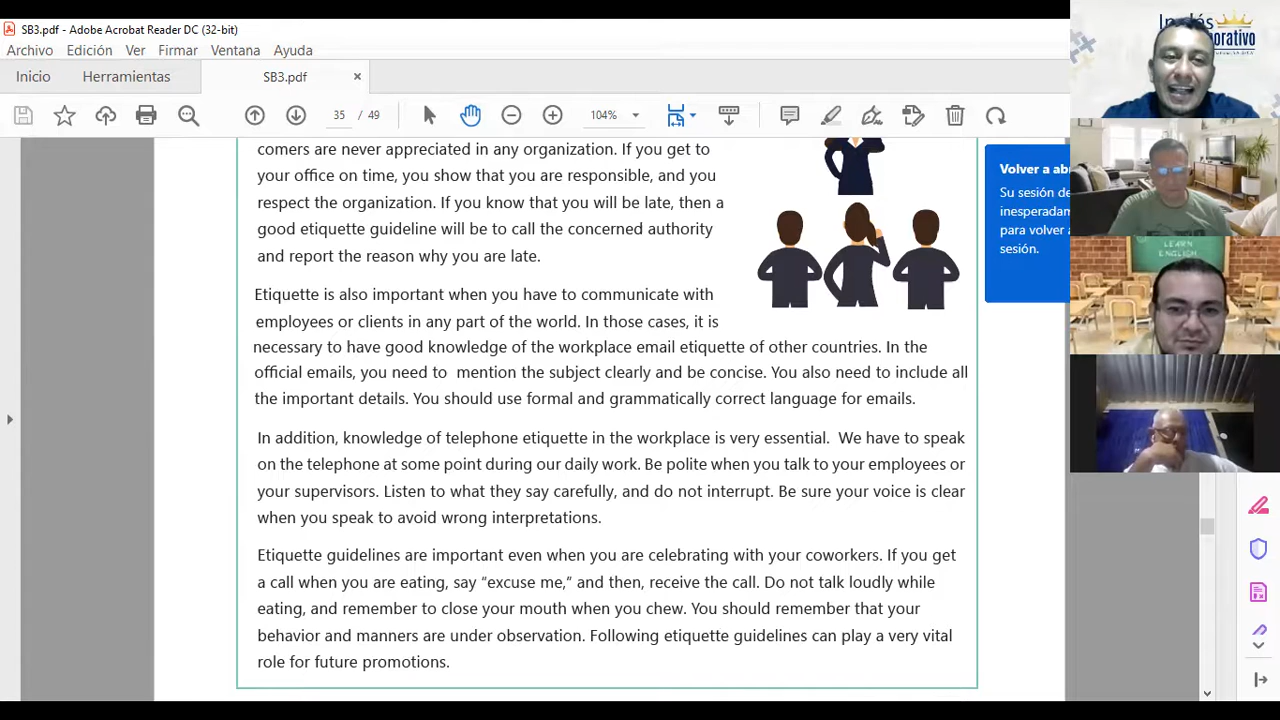 SB3.pdf - Adobe Acrobat Reader DC (32-bit)
Archivo Edición Ver Firmar Ventana Ayuda
Inicio Herramientas SB3.pdf ×
35 / 49 104%
comers are never appreciated in any organization. If you get to
your office on time, you show that you are responsible, and you
respect the organization. If you know that you will be late, then a
good etiquette guideline will be to call the concerned authority
and report the reason why you are late.
Etiquette is also important when you have to communicate with
employees or clients in any part of the world. In those cases, it is
necessary to have good knowledge of the workplace email etiquette of other countries. In the
official emails, you need to mention the subject clearly and be concise. You also need to include all
the important details. You should use formal and grammatically correct language for emails.
In addition, knowledge of telephone etiquette in the workplace is very essential. We have to speak
on the telephone at some point during our daily work. Be polite when you talk to your employees or
your supervisors. Listen to what they say carefully, and do not interrupt. Be sure your voice is clear
when you speak to avoid wrong interpretations.
Etiquette guidelines are important even when you are celebrating with your coworkers. If you get
a call when you are eating, say “excuse me,” and then, receive the call. Do not talk loudly while
eating, and remember to close your mouth when you chew. You should remember that your
behavior and manners are under observation. Following etiquette guidelines can play a very vital
role for future promotions.
Volver a ab
Su sesión de
inesperadam
para volver a
sesión.
LEARN
ENGLISH